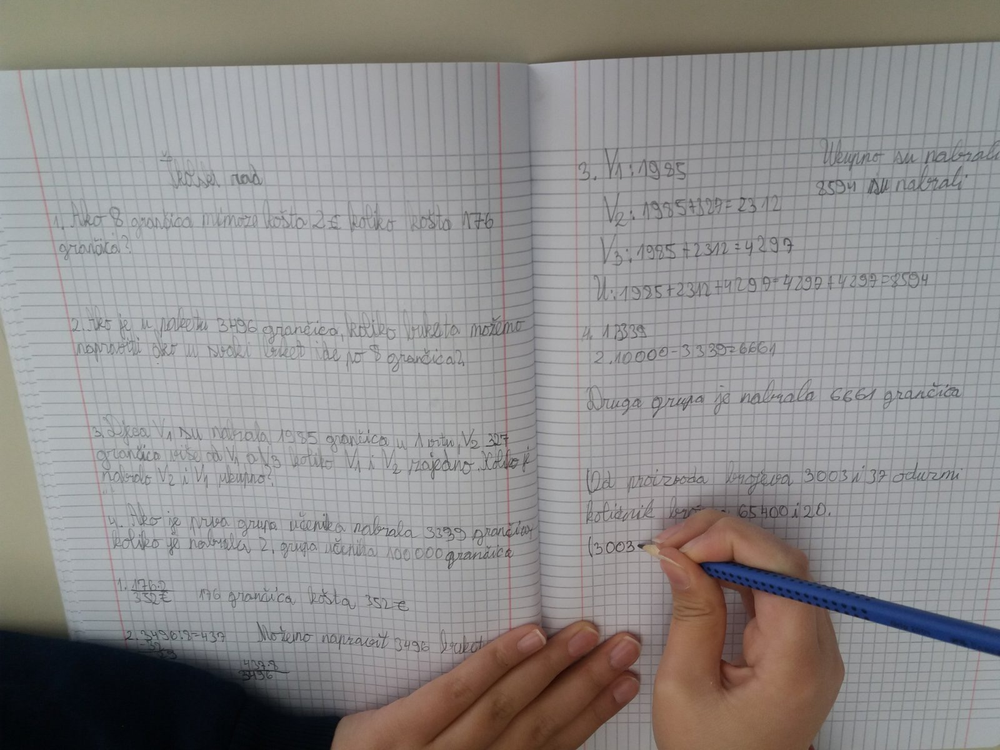 Školski rad
1. Ako 8 grančica mimoze košta 2€ koliko košta 176
grančica?
2. Ako je u paketu 3496 grančica, koliko buketa možemo
napraviti ako u svaki buket ide po 8 grančica?
3. Djeca V1 su nabrala 1985 grančica u 1 vrtu, V2 327
grančica više od V1 a V3 koliko V1 i V2 zajedno. Koliko je
nabralo V2 i V1 ukupno?
4. Ako je prva grupa učenika nabrala 3339 grančica,
koliko je nabrala 2. grupa učenika 100000 grančica
1. 176·2
352€
176 grančica košta 352€
2. 3496:8=437
Možemo napravit 3496 buket
-32
29
437·8
3496
3. V1: 1985
V2: 1985+327=2312
V3: 1985+2312=4297
U: 1985+2312+4297=4297+4297=8594
Ukupno su nabrali
8594 su nabrali
4. 1)3339
2. 10000-3339=6661
Druga grupa je nabrala 6661 grančica
Od proizvoda brojeva 3003 i 37 oduzmi
količnik 65400 i 20.
(3003